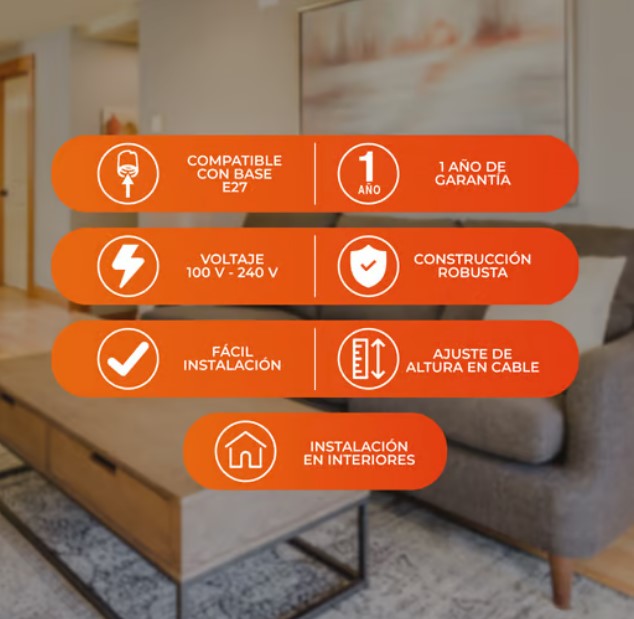 COMPATIBLE
CON BASE
E27
1
AÑO
1 AÑO DE
GARANTÍA
VOLTAJE
100 V - 240 V
CONSTRUCCIÓN
ROBUSTA
FÁCIL
INSTALACIÓN
AJUSTE DE
ALTURA EN CABLE
INSTALACIÓN
EN INTERIORES